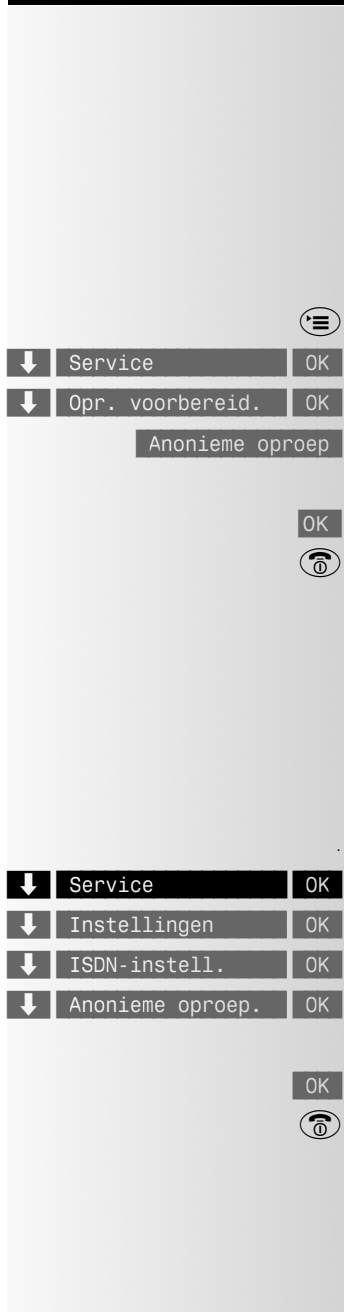 Service OK
Opr. voorbereid. OK
Anonieme oproep
OK
Service OK
Instellingen OK
ISDN-instell. OK
Anonieme oproep. OK
OK